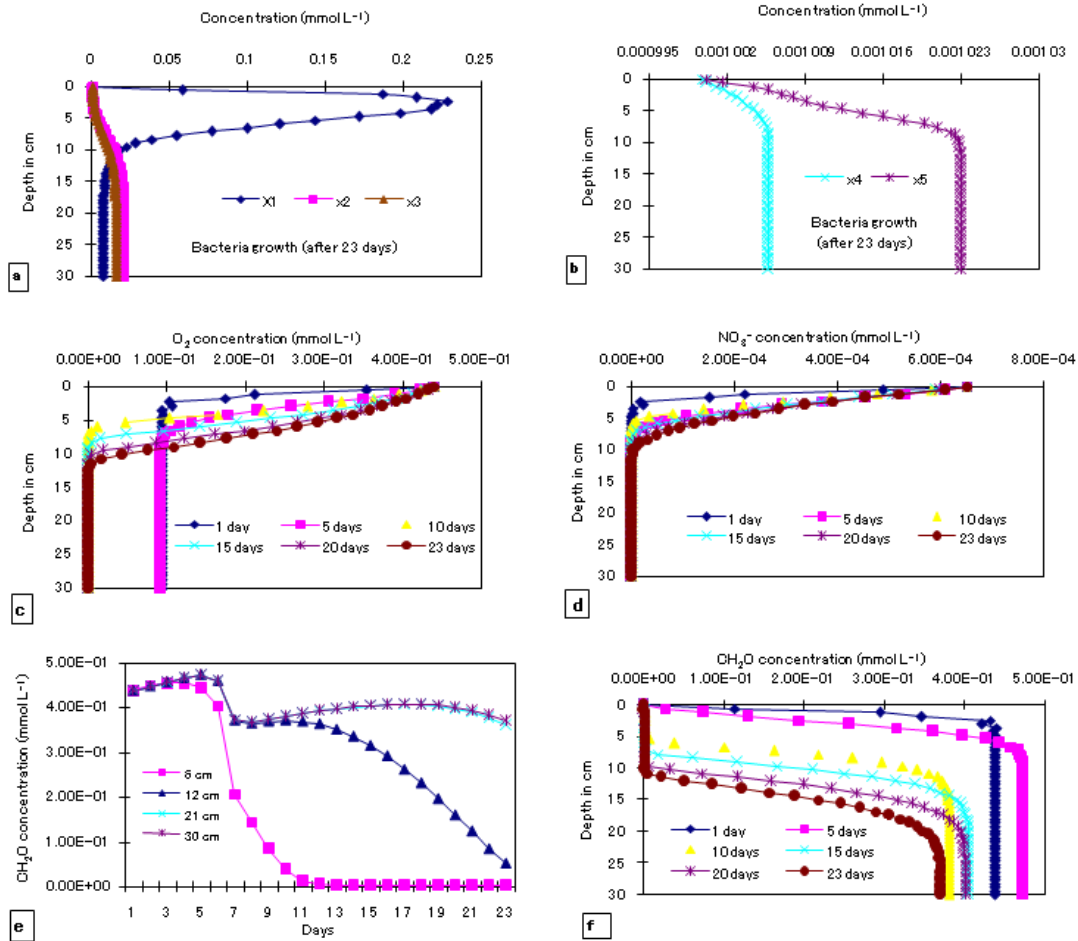 Concentration (mmol L⁻¹)
0 0.05 0.1 0.15 0.2 0.25
0
5
10
15
20
25
30
Depth in cm
X1 x2 x3
Bacteria growth (after 23 days)
a
Concentration (mmol L⁻¹)
0.000995 0.001002 0.001009 0.001016 0.001023 0.00103
0
5
10
15
20
25
30
Depth in cm
x4 x5
Bacteria growth
(after 23 days)
b
O₂ concentration (mmol L⁻¹)
0.00E+00 1.00E-01 2.00E-01 3.00E-01 4.00E-01 5.00E-01
0
5
10
15
20
25
30
Depth in cm
1 day 5 days 10 days
15 days 20 days 23 days
c
NO₃⁻ concentration (mmol L⁻¹)
0.00E+00 2.00E-04 4.00E-04 6.00E-04 8.00E-04
0
5
10
15
20
25
30
Depth in cm
1 day 5 days 10 days
15 days 20 days 23 days
d
CH₂O concentration (mmol L⁻¹)
5.00E-01
4.00E-01
3.00E-01
2.00E-01
1.00E-01
0.00E+00
6 cm
12 cm
21 cm
30 cm
1 3 5 7 9 11 13 15 17 19 21 23
Days
e
CH₂O concentration (mmol L⁻¹)
0.00E+00 1.00E-01 2.00E-01 3.00E-01 4.00E-01 5.00E-01
0
5
10
15
20
25
30
Depth in cm
1 day 5 days
10 days 15 days
20 days 23 days
f